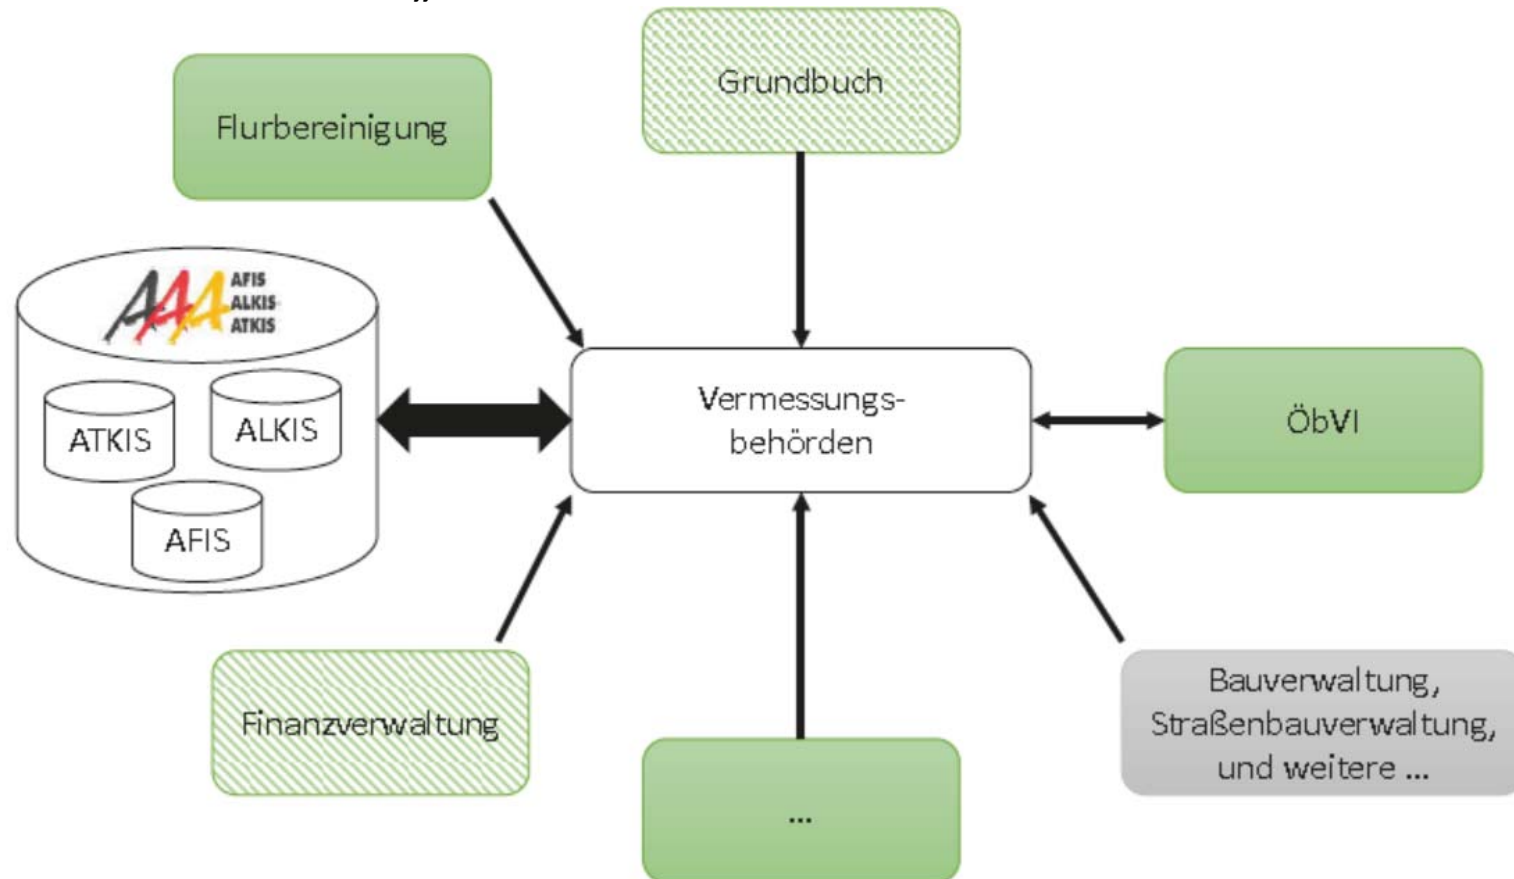 Grundbuch
Flurbereinigung
AFIS
ALKIS
ATKIS
ATKIS
ALKIS
AFIS
Vermessungs-
behörden
ÖbVI
Finanzverwaltung
...
Bauverwaltung,
Straßenbauverwaltung,
und weitere ...